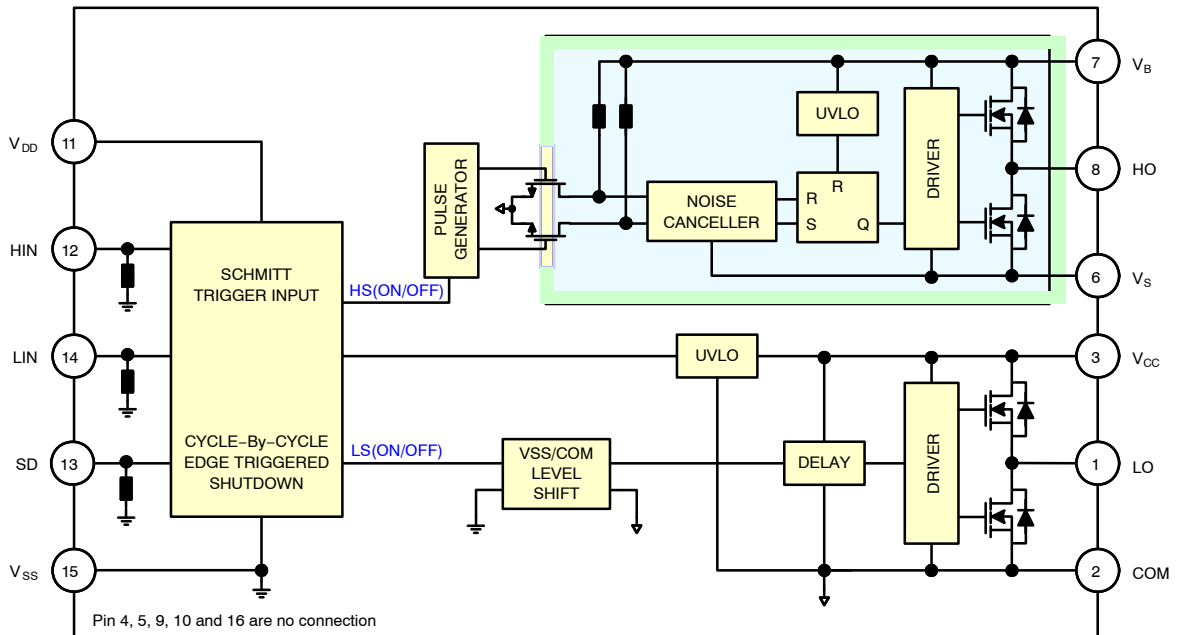 7
V_B
UVLO
V_DD
11
8
HO
DRIVER
PULSE
GENERATOR
R
NOISE
CANCELLER
R
S
Q
HIN
12
SCHMITT
TRIGGER INPUT
HS(ON/OFF)
6
V_S
LIN
14
UVLO
3
V_CC
CYCLE–By–CYCLE
EDGE TRIGGERED
SHUTDOWN
SD
13
LS(ON/OFF)
VSS/COM
LEVEL
SHIFT
DELAY
DRIVER
1
LO
V_SS
15
2
COM
Pin 4, 5, 9, 10 and 16 are no connection